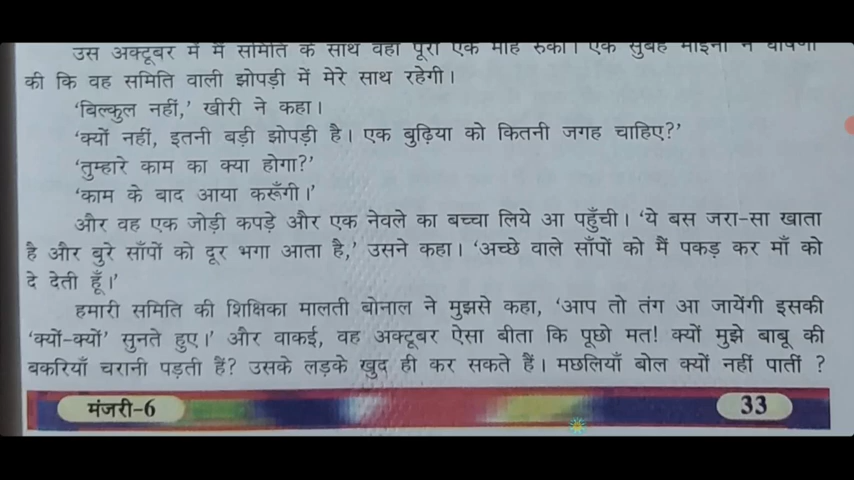 उस अक्टूबर में मैं समिति के साथ वहाँ पूरा एक माह रुकी। एक सुबह मोइना ने घोषणा
की कि वह समिति वाली झोपड़ी में मेरे साथ रहेगी।
‘बिल्कुल नहीं,’ खीरी ने कहा।
‘क्यों नहीं, इतनी बड़ी झोपड़ी है। एक बुढ़िया को कितनी जगह चाहिए?’
‘तुम्हारे काम का क्या होगा?’
‘काम के बाद आया करूँगी।’
और वह एक जोड़ी कपड़े और एक नेवले का बच्चा लिये आ पहुँची। ‘ये बस जरा-सा खाता
है और बुरे साँपों को दूर भगा आता है,’ उसने कहा। ‘अच्छे वाले साँपों को मैं पकड़ कर माँ को
दे देती हूँ।’
हमारी समिति की शिक्षिका मालती बोनाल ने मुझसे कहा, ‘आप तो तंग आ जायेंगी इसकी
‘क्यों-क्यों’ सुनते हुए।’ और वाकई, वह अक्टूबर ऐसा बीता कि पूछो मत! क्यों मुझे बाबू की
बकरियाँ चरानी पड़ती हैं? उसके लड़के खुद ही कर सकते हैं। मछलियाँ बोल क्यों नहीं पातीं ?
मंजरी-6
33